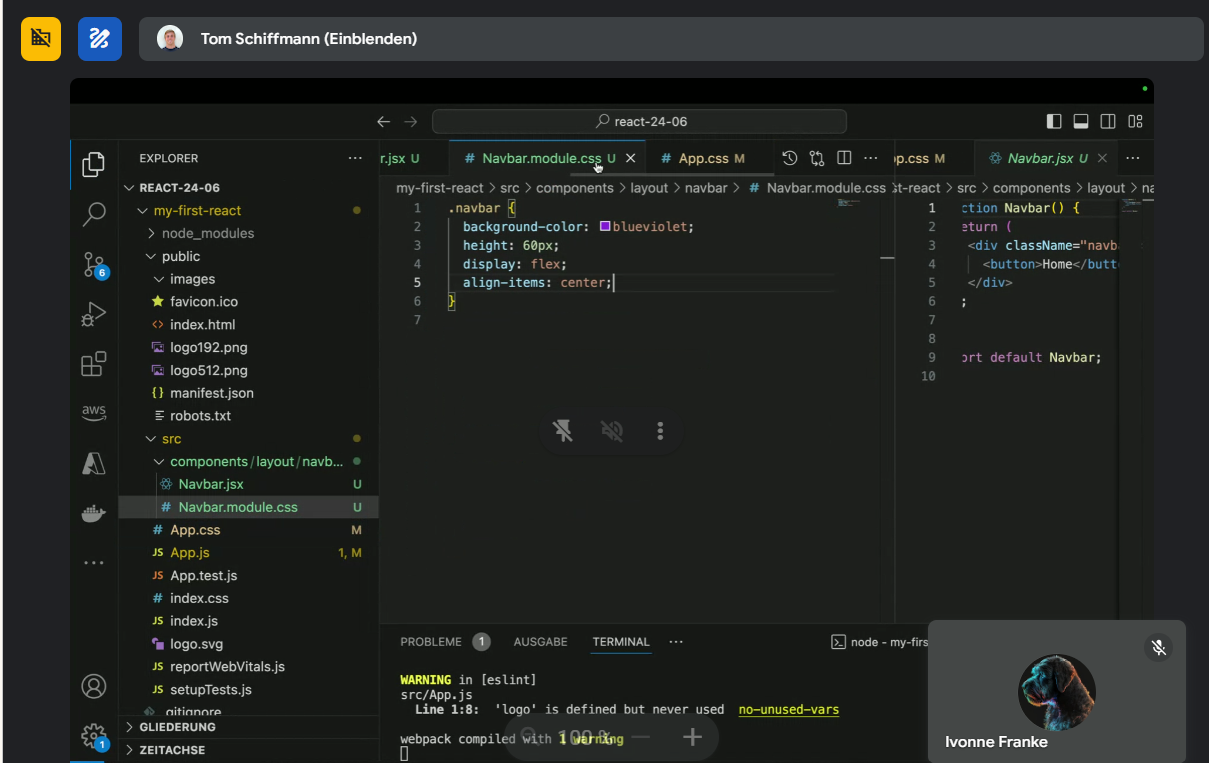 Tom Schiffmann (Einblenden)
react-24-06
EXPLORER
REACT-24-06
my-first-react
node_modules
public
images
favicon.ico
index.html
logo192.png
logo512.png
manifest.json
robots.txt
src
components/layout/navb...
Navbar.jsx U
Navbar.module.css U
App.css M
App.js 1, M
App.test.js
index.css
index.js
logo.svg
reportWebVitals.js
setupTests.js
.gitignore
GLIEDERUNG
ZEITACHSE
6
aws
1
r.jsx U
# Navbar.module.css U
# App.css M
my-first-react > src > components > layout > navbar > # Navbar.module.css
1 .navbar {
2 background-color: blueviolet;
3 height: 60px;
4 display: flex;
5 align-items: center;
6 }
7
pp.css M
Navbar.jsx U
st-react > src > components > layout > na
1 ction Navbar() {
2 eturn (
3 <div className="navb
4 <button>Home</butt
5 </div>
6 ;
7
8
9 ort default Navbar;
10
PROBLEME 1 AUSGABE TERMINAL
node - my-firs
WARNING in [eslint]
src/App.js
Line 1:8: 'logo' is defined but never used no-unused-vars
webpack compiled with 1 warning
100 %
Ivonne Franke